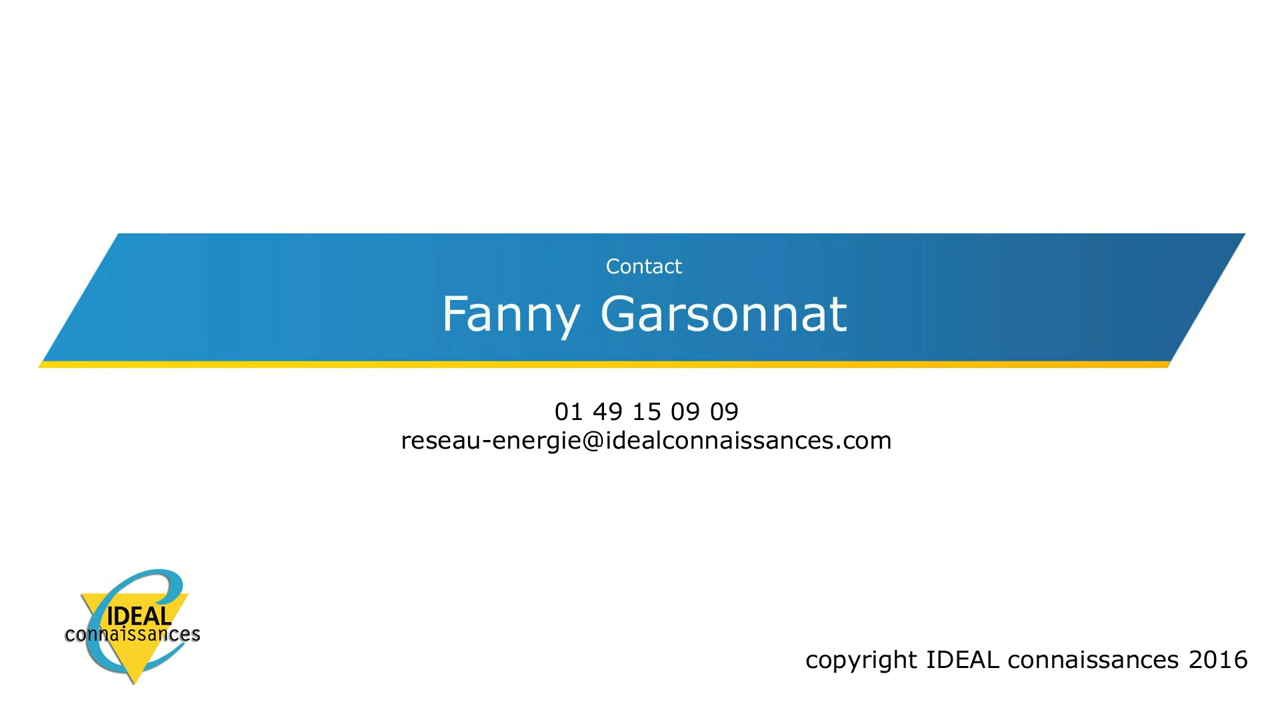 Contact
Fanny Garsonnat
01 49 15 09 09
reseau-energie@idealconnaissances.com
IDEAL
connaissances
copyright IDEAL connaissances 2016